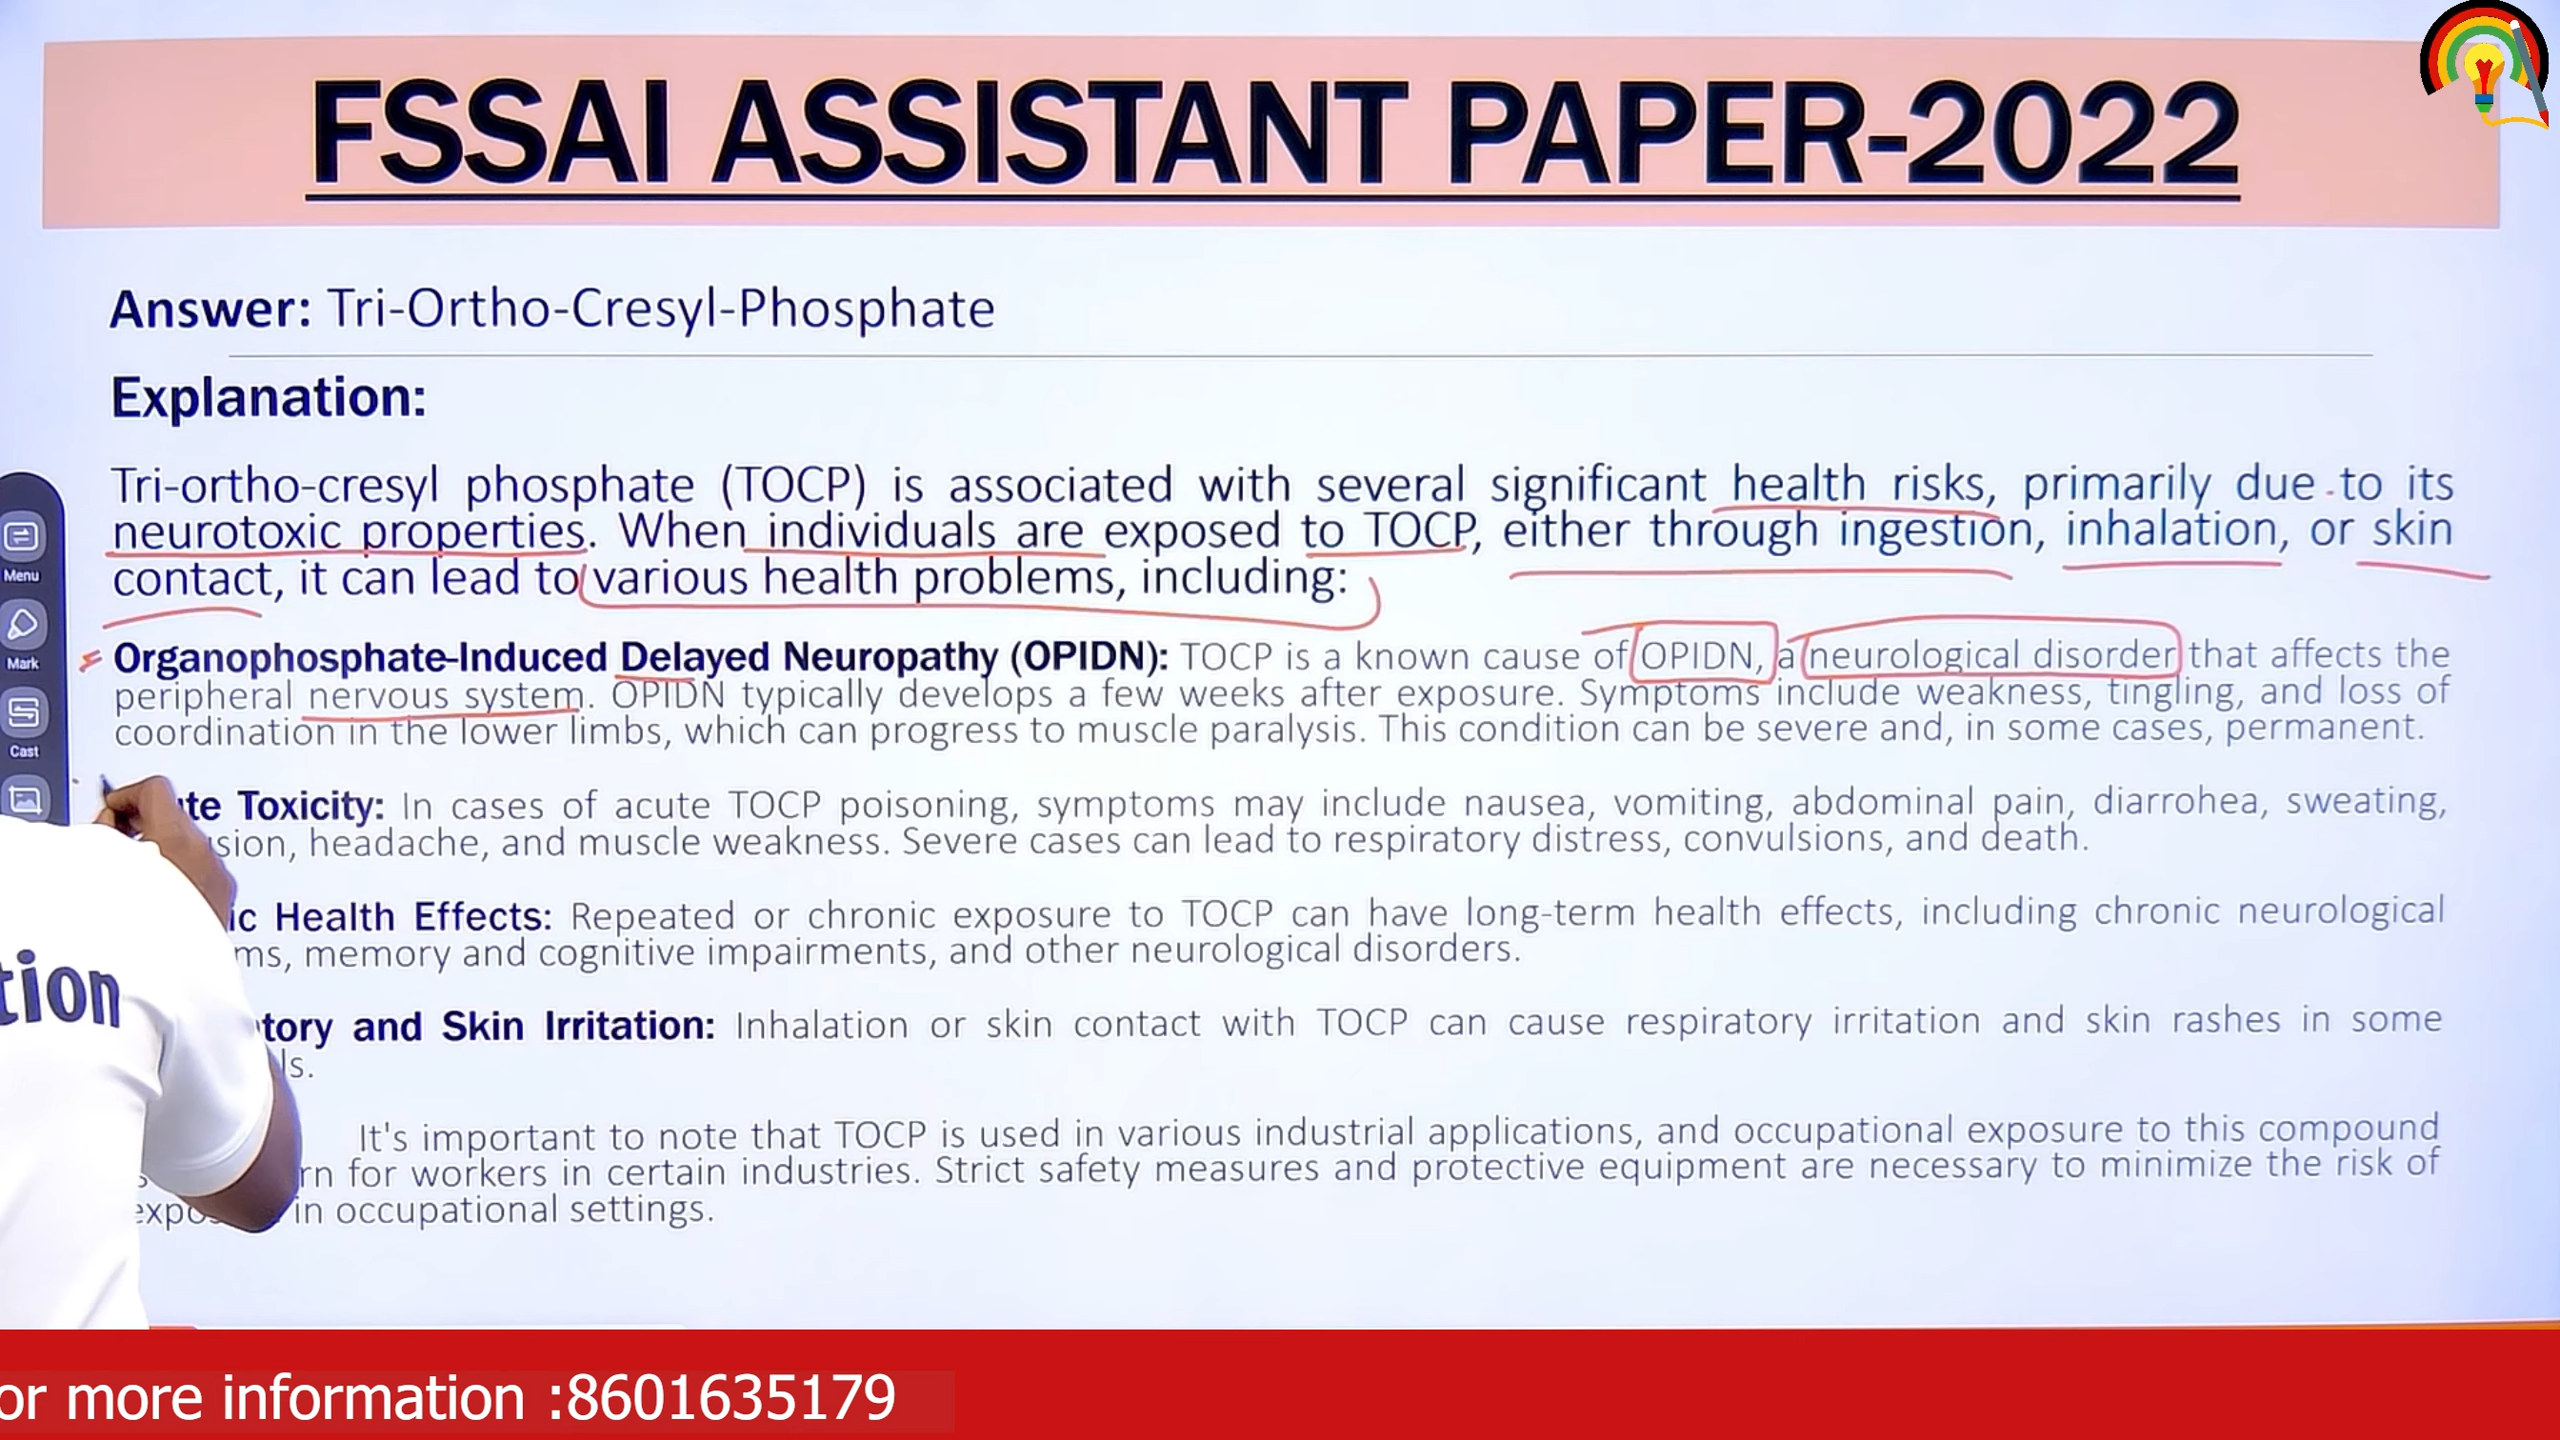 FSSAI ASSISTANT PAPER-2022
Answer: Tri-Ortho-Cresyl-Phosphate
Explanation:
Tri-ortho-cresyl phosphate (TOCP) is associated with several significant health risks, primarily due to its
neurotoxic properties. When individuals are exposed to TOCP, either through ingestion, inhalation, or skin
contact, it can lead to various health problems, including:
Organophosphate-Induced Delayed Neuropathy (OPIDN): TOCP is a known cause of OPIDN, a neurological disorder that affects the
peripheral nervous system. OPIDN typically develops a few weeks after exposure. Symptoms include weakness, tingling, and loss of
coordination in the lower limbs, which can progress to muscle paralysis. This condition can be severe and, in some cases, permanent.
te Toxicity: In cases of acute TOCP poisoning, symptoms may include nausea, vomiting, abdominal pain, diarrohea, sweating,
sion, headache, and muscle weakness. Severe cases can lead to respiratory distress, convulsions, and death.
ic Health Effects: Repeated or chronic exposure to TOCP can have long-term health effects, including chronic neurological
ms, memory and cognitive impairments, and other neurological disorders.
tory and Skin Irritation: Inhalation or skin contact with TOCP can cause respiratory irritation and skin rashes in some
ls.
It's important to note that TOCP is used in various industrial applications, and occupational exposure to this compound
rn for workers in certain industries. Strict safety measures and protective equipment are necessary to minimize the risk of
in occupational settings.
Menu
Mark
Cast
tion
or more information :8601635179